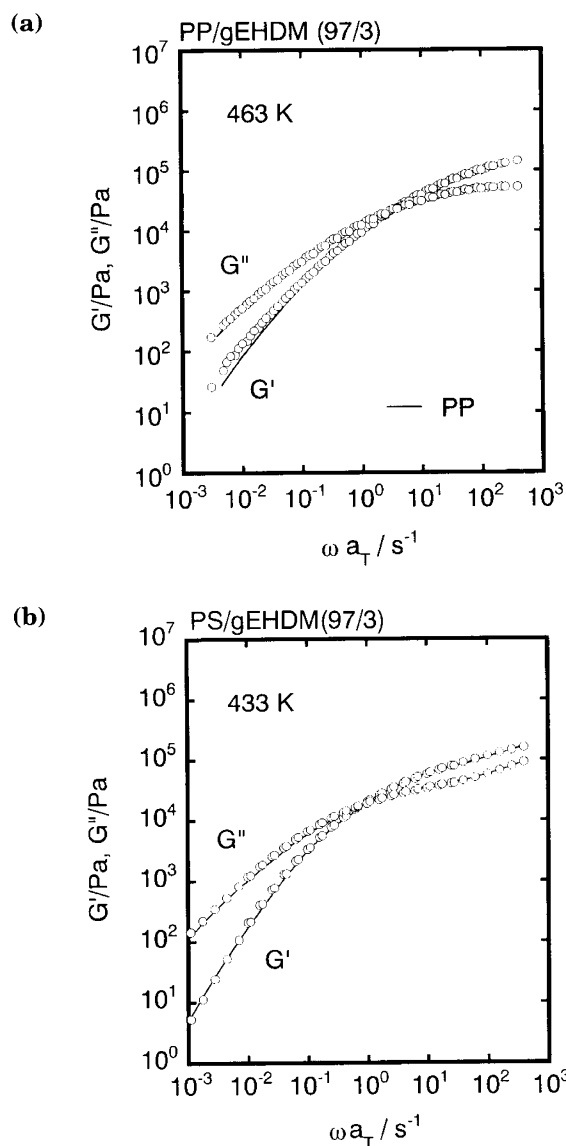 (a)
PP/gEHDM (97/3)
10^7
10^6
10^5
10^4
10^3
10^2
10^1
10^0
G'/Pa, G"/Pa
463 K
G"
G'
— PP
10^-3 10^-2 10^-1 10^0 10^1 10^2 10^3
ω a_T / s^-1
(b)
PS/gEHDM(97/3)
10^7
10^6
10^5
10^4
10^3
10^2
10^1
10^0
G'/Pa, G"/Pa
433 K
G"
G'
10^-3 10^-2 10^-1 10^0 10^1 10^2 10^3
ω a_T / s^-1